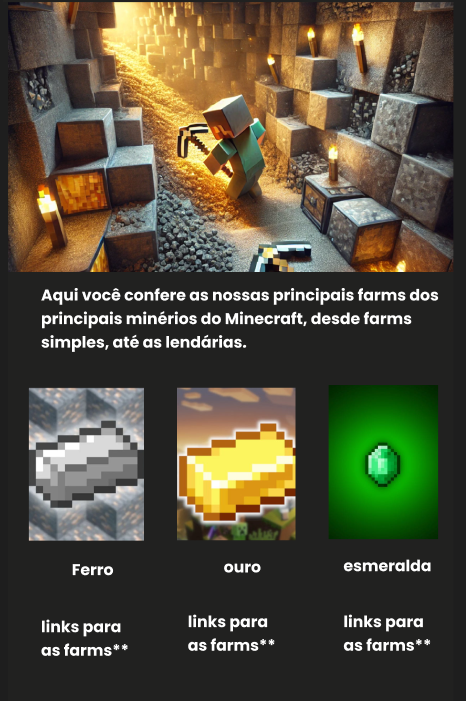 Aqui você confere as nossas principais farms dos
principais minérios do Minecraft, desde farms
simples, até as lendárias.
Ferro
ouro
esmeralda
links para
as farms**
links para
as farms**
links para
as farms**